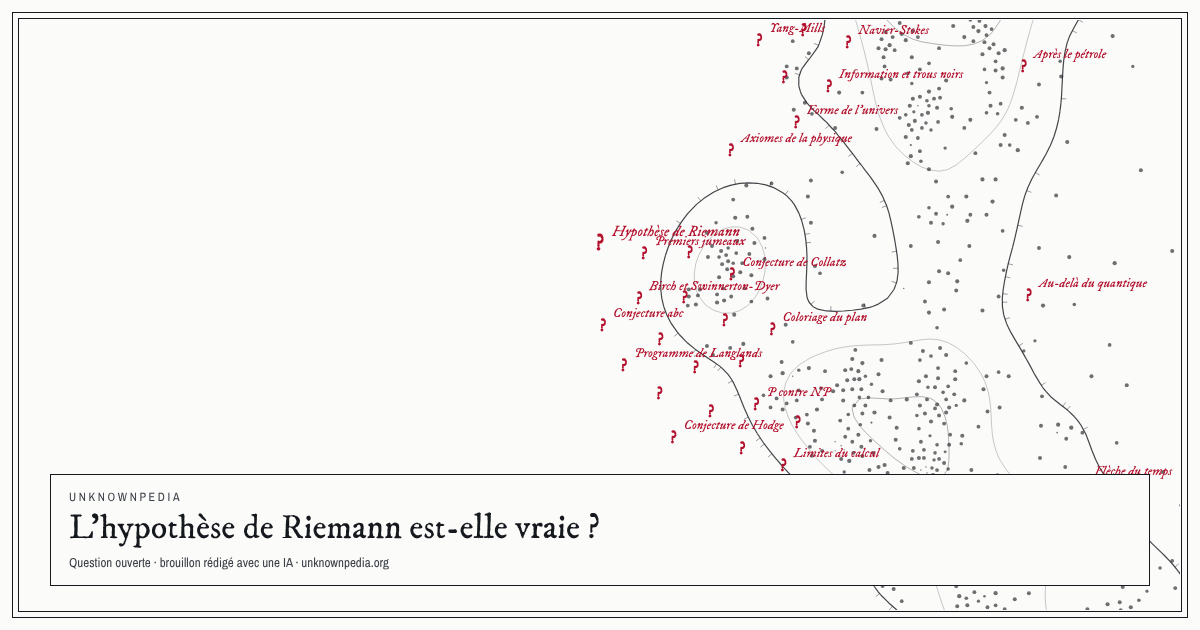 Yang-Mills
Navier-Stokes
Après le pétrole
Information et trous noirs
Forme de l'univers
Axiomes de la physique
Hypothèse de Riemann
Premiers jumeaux
Conjecture de Collatz
Au-delà du quantique
Birch et Swinnerton-Dyer
Conjecture abc
Coloriage du plan
Programme de Langlands
P contre NP
Conjecture de Hodge
Limites du calcul
Flèche du temps
UNKNOWNPEDIA
L'hypothèse de Riemann est-elle vraie ?
Question ouverte · brouillon rédigé avec une IA · unknownpedia.org